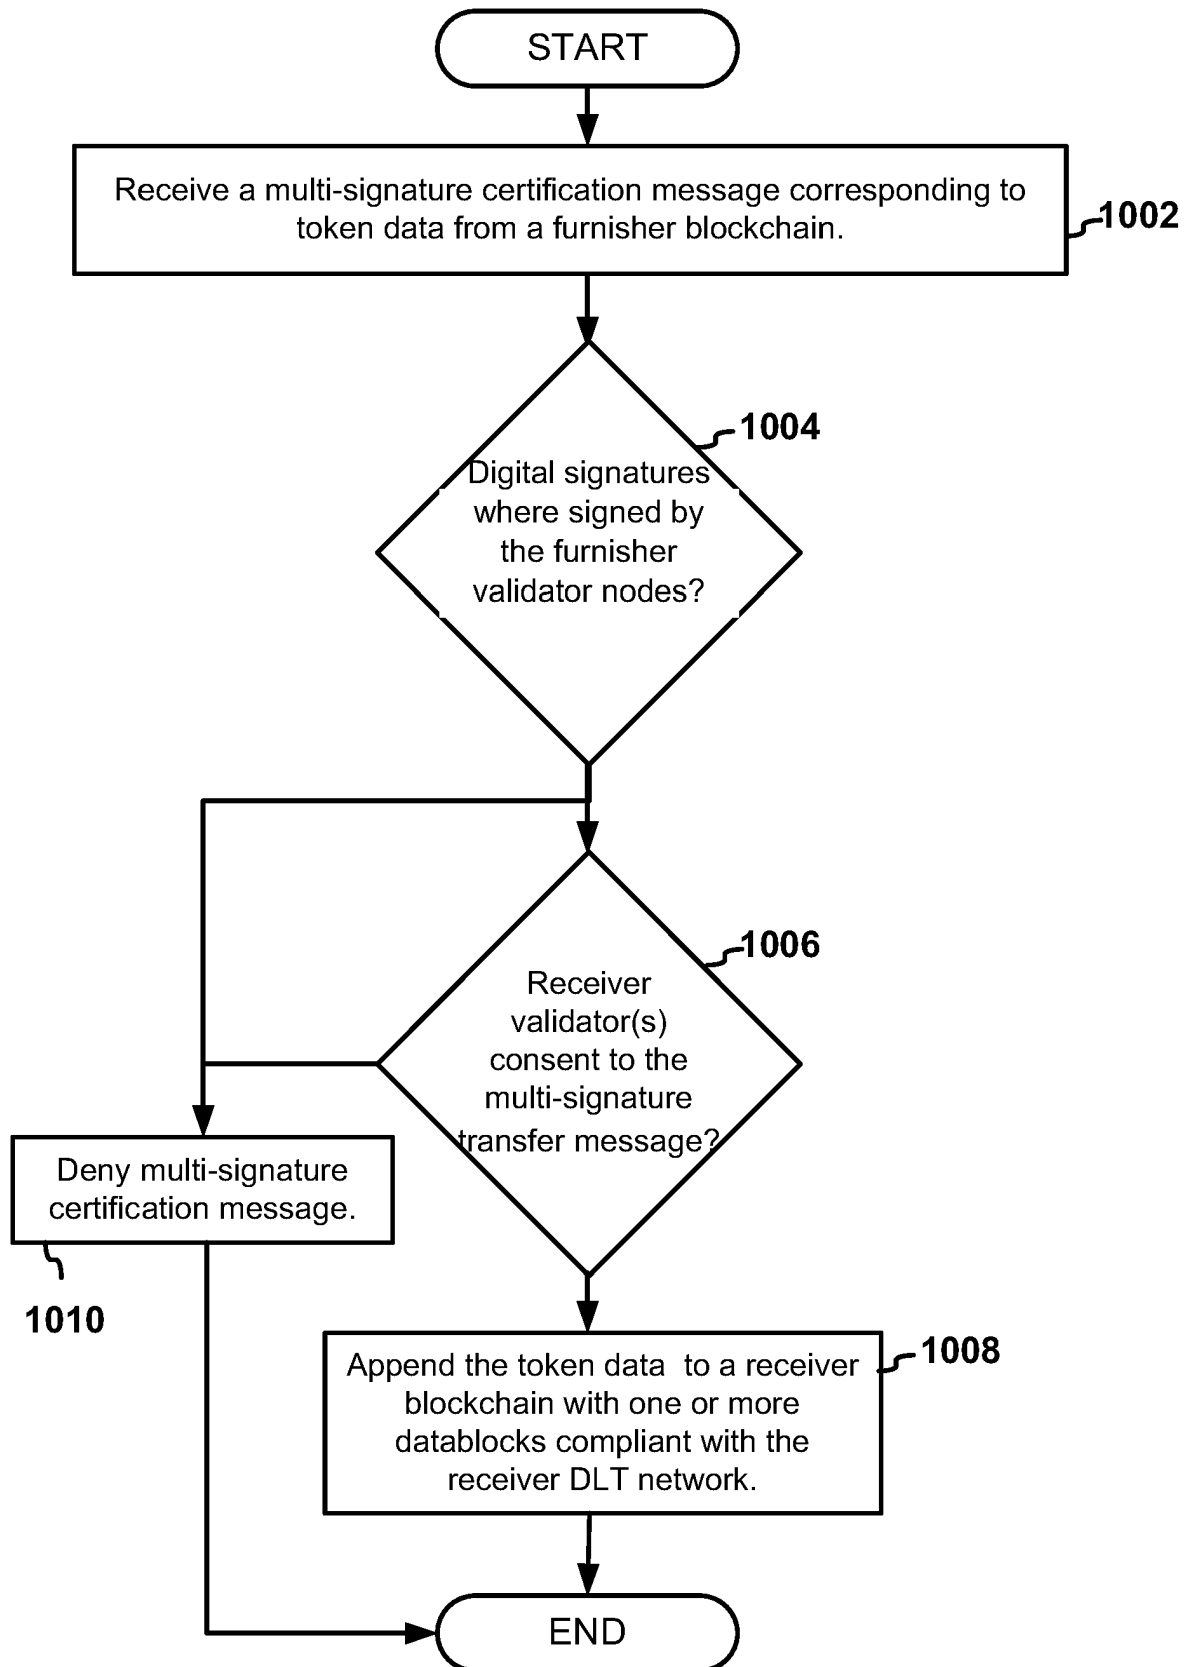 START
Receive a multi-signature certification message corresponding to
token data from a furnisher blockchain.
1002
1004
Digital signatures
where signed by
the furnisher
validator nodes?
1006
Receiver
validator(s)
consent to the
multi-signature
transfer message?
Deny multi-signature
certification message.
1010
1008
Append the token data to a receiver
blockchain with one or more
datablocks compliant with the
receiver DLT network.
END